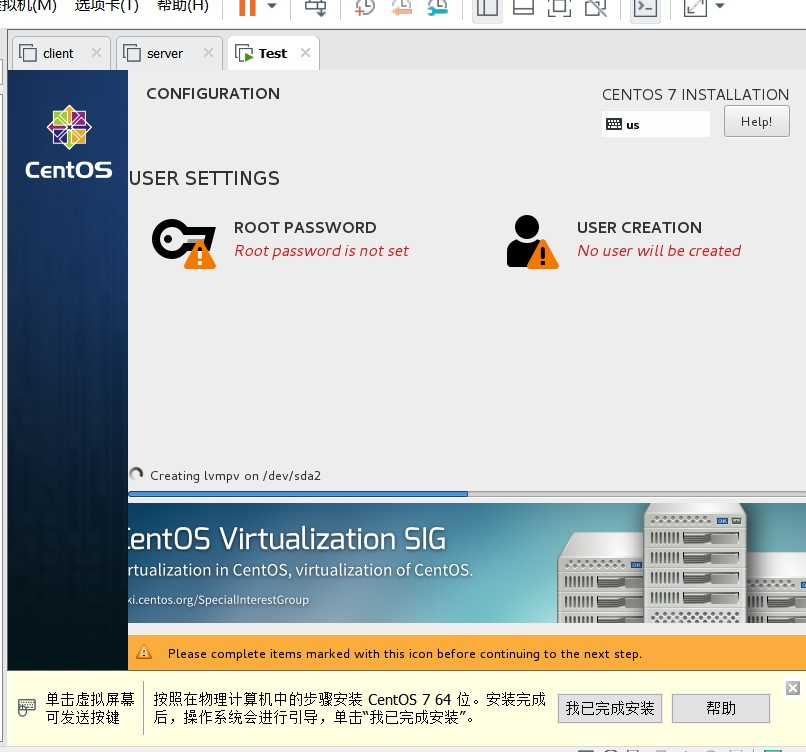 拟机(M) 选项卡(T) 帮助(H)
client
server
Test
CONFIGURATION
CENTOS 7 INSTALLATION
us
Help!
CentOS
USER SETTINGS
ROOT PASSWORD
Root password is not set
USER CREATION
No user will be created
Creating lvmpv on /dev/sda2
CentOS Virtualization SIG
rtualization in CentOS, virtualization of CentOS.
ki.centos.org/SpecialInterestGroup
OK
OK
Please complete items marked with this icon before continuing to the next step.
单击虚拟屏幕
可发送按键
按照在物理计算机中的步骤安装 CentOS 7 64 位。安装完成
后，操作系统会进行引导，单击“我已完成安装”。
我已完成安装
帮助